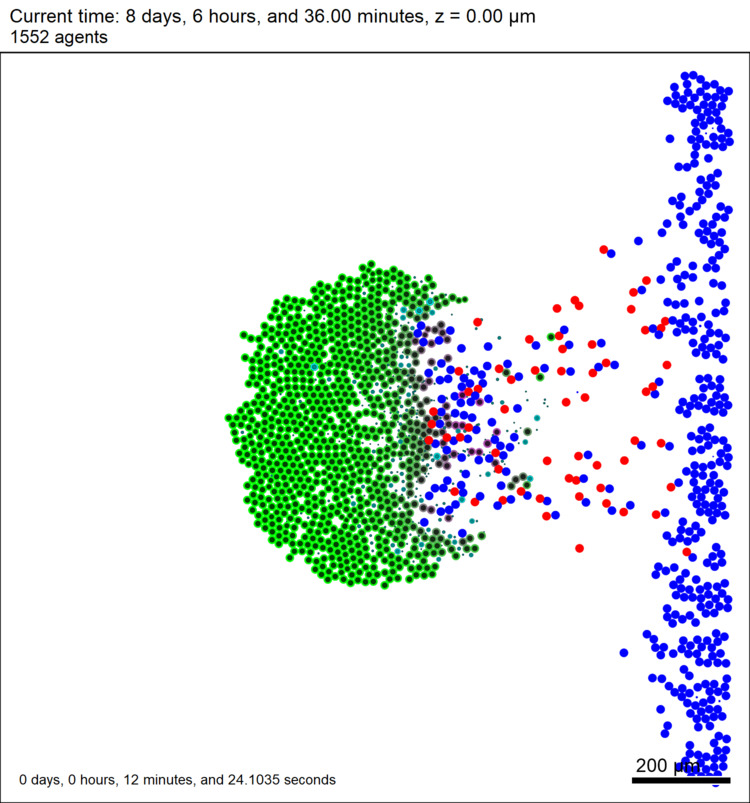 Current time: 8 days, 6 hours, and 36.00 minutes, z = 0.00 μm
1552 agents
200 μm
0 days, 0 hours, 12 minutes, and 24.1035 seconds